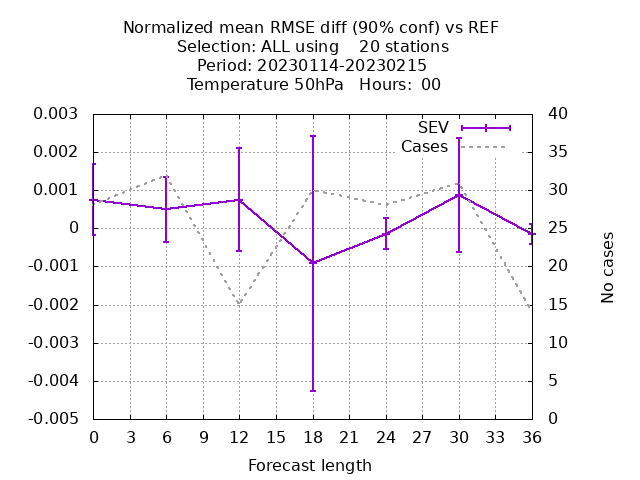 Normalized mean RMSE diff (90% conf) vs REF
Selection: ALL using    20 stations
Period: 20230114-20230215
Temperature 50hPa   Hours:  00
0.003
0.002
0.001
0
-0.001
-0.002
-0.003
-0.004
-0.005
SEV
Cases
40
35
30
25
20
15
10
5
0
No cases
0 3 6 9 12 15 18 21 24 27 30 33 36
Forecast length